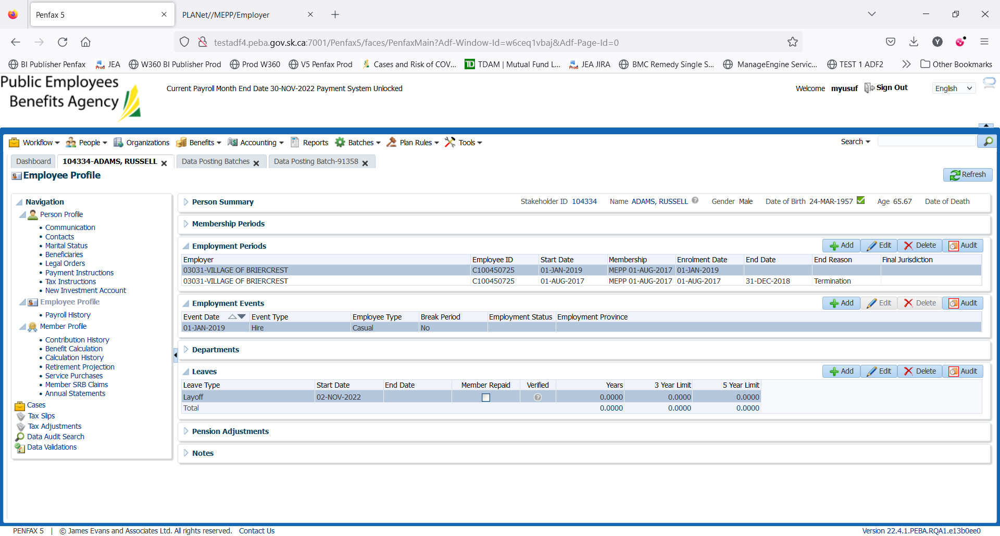 Penfax 5
PLANet//MEPP/Employer
testadf4.peba.gov.sk.ca:7001/Penfax5/faces/PenfaxMain?Adf-Window-Id=w6ceq1vbaj&Adf-Page-Id=0
BI Publisher Penfax JEA W360 BI Publisher Prod Prod W360 V5 Penfax Prod Cases and Risk of COV... TDAM | Mutual Fund L... JEA JIRA BMC Remedy Single S... ManageEngine Servic... TEST 1 ADF2 Other Bookmarks
Public Employees
Benefits Agency
Current Payroll Month End Date 30-NOV-2022 Payment System Unlocked
Welcome myusuf Sign Out English
Workflow People Organizations Benefits Accounting Reports Batches Plan Rules Tools Search
Dashboard 104334-ADAMS, RUSSELL Data Posting Batches Data Posting Batch-91358
Employee Profile Refresh
Navigation
Person Profile
Communication
Contacts
Marital Status
Beneficiaries
Legal Orders
Payment Instructions
Tax Instructions
New Investment Account
Employee Profile
Payroll History
Member Profile
Contribution History
Benefit Calculation
Calculation History
Retirement Projection
Service Purchases
Member SRB Claims
Annual Statements
Cases
Tax Slips
Tax Adjustments
Data Audit Search
Data Validations
Person Summary Stakeholder ID 104334 Name ADAMS, RUSSELL Gender Male Date of Birth 24-MAR-1957 Age 65.67 Date of Death
Membership Periods
Employment Periods Add Edit Delete Audit
Employer Employee ID Start Date Membership Enrolment Date End Date End Reason Final Jurisdiction
03031-VILLAGE OF BRIERCREST C100450725 01-JAN-2019 MEPP 01-AUG-2017 01-JAN-2019
03031-VILLAGE OF BRIERCREST C100450725 01-AUG-2017 MEPP 01-AUG-2017 01-AUG-2017 31-DEC-2018 Termination
Employment Events Add Edit Delete Audit
Event Date Event Type Employee Type Break Period Employment Status Employment Province
01-JAN-2019 Hire Casual No
Departments
Leaves Add Edit Delete Audit
Leave Type Start Date End Date Member Repaid Verified Years 3 Year Limit 5 Year Limit
Layoff 02-NOV-2022 0.0000 0.0000 0.0000
Total 0.0000 0.0000 0.0000
Pension Adjustments
Notes
PENFAX 5 | © James Evans and Associates Ltd. All rights reserved. Contact Us
Version 22.4.1.PEBA.RQA1.e13b0ee0